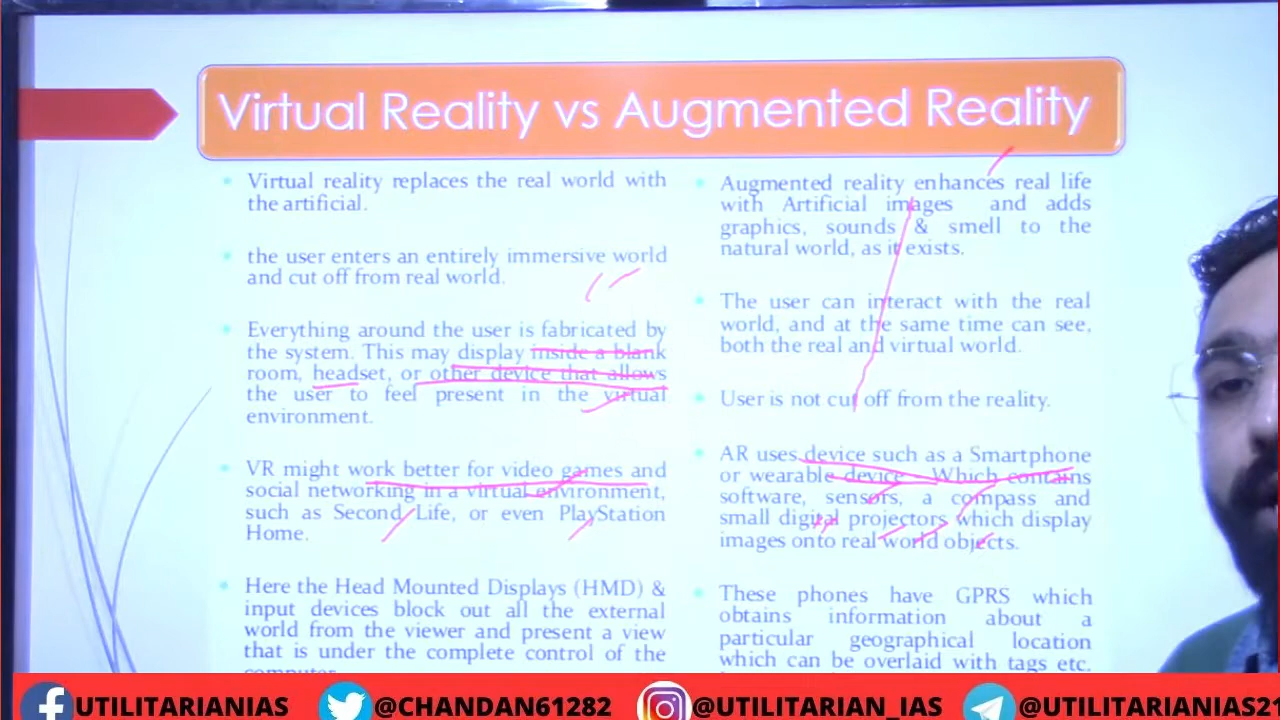 Virtual Reality vs Augmented Reality
Virtual reality replaces the real world with
the artificial.
the user enters an entirely immersive world
and cut off from real world.
Everything around the user is fabricated by
the system. This may display inside a blank
room, headset, or other device that allows
the user to feel present in the virtual
environment.
VR might work better for video games and
social networking in a virtual environment,
such as Second Life, or even PlayStation
Home.
Here the Head Mounted Displays (HMD) &
input devices block out all the external
world from the viewer and present a view
that is under the complete control of the
computer
Augmented reality enhances real life
with Artificial images and adds
graphics, sounds & smell to the
natural world, as it exists.
The user can interact with the real
world, and at the same time can see,
both the real and virtual world.
User is not cut off from the reality.
AR uses device such as a Smartphone
or wearable device. Which contains
software, sensors, a compass and
small digital projectors which display
images onto real world objects.
These phones have GPRS which
obtains information about a
particular geographical location
which can be overlaid with tags etc.
UTILITARIANIAS @CHANDAN61282 @UTILITARIAN_IAS @UTILITARIANIAS21